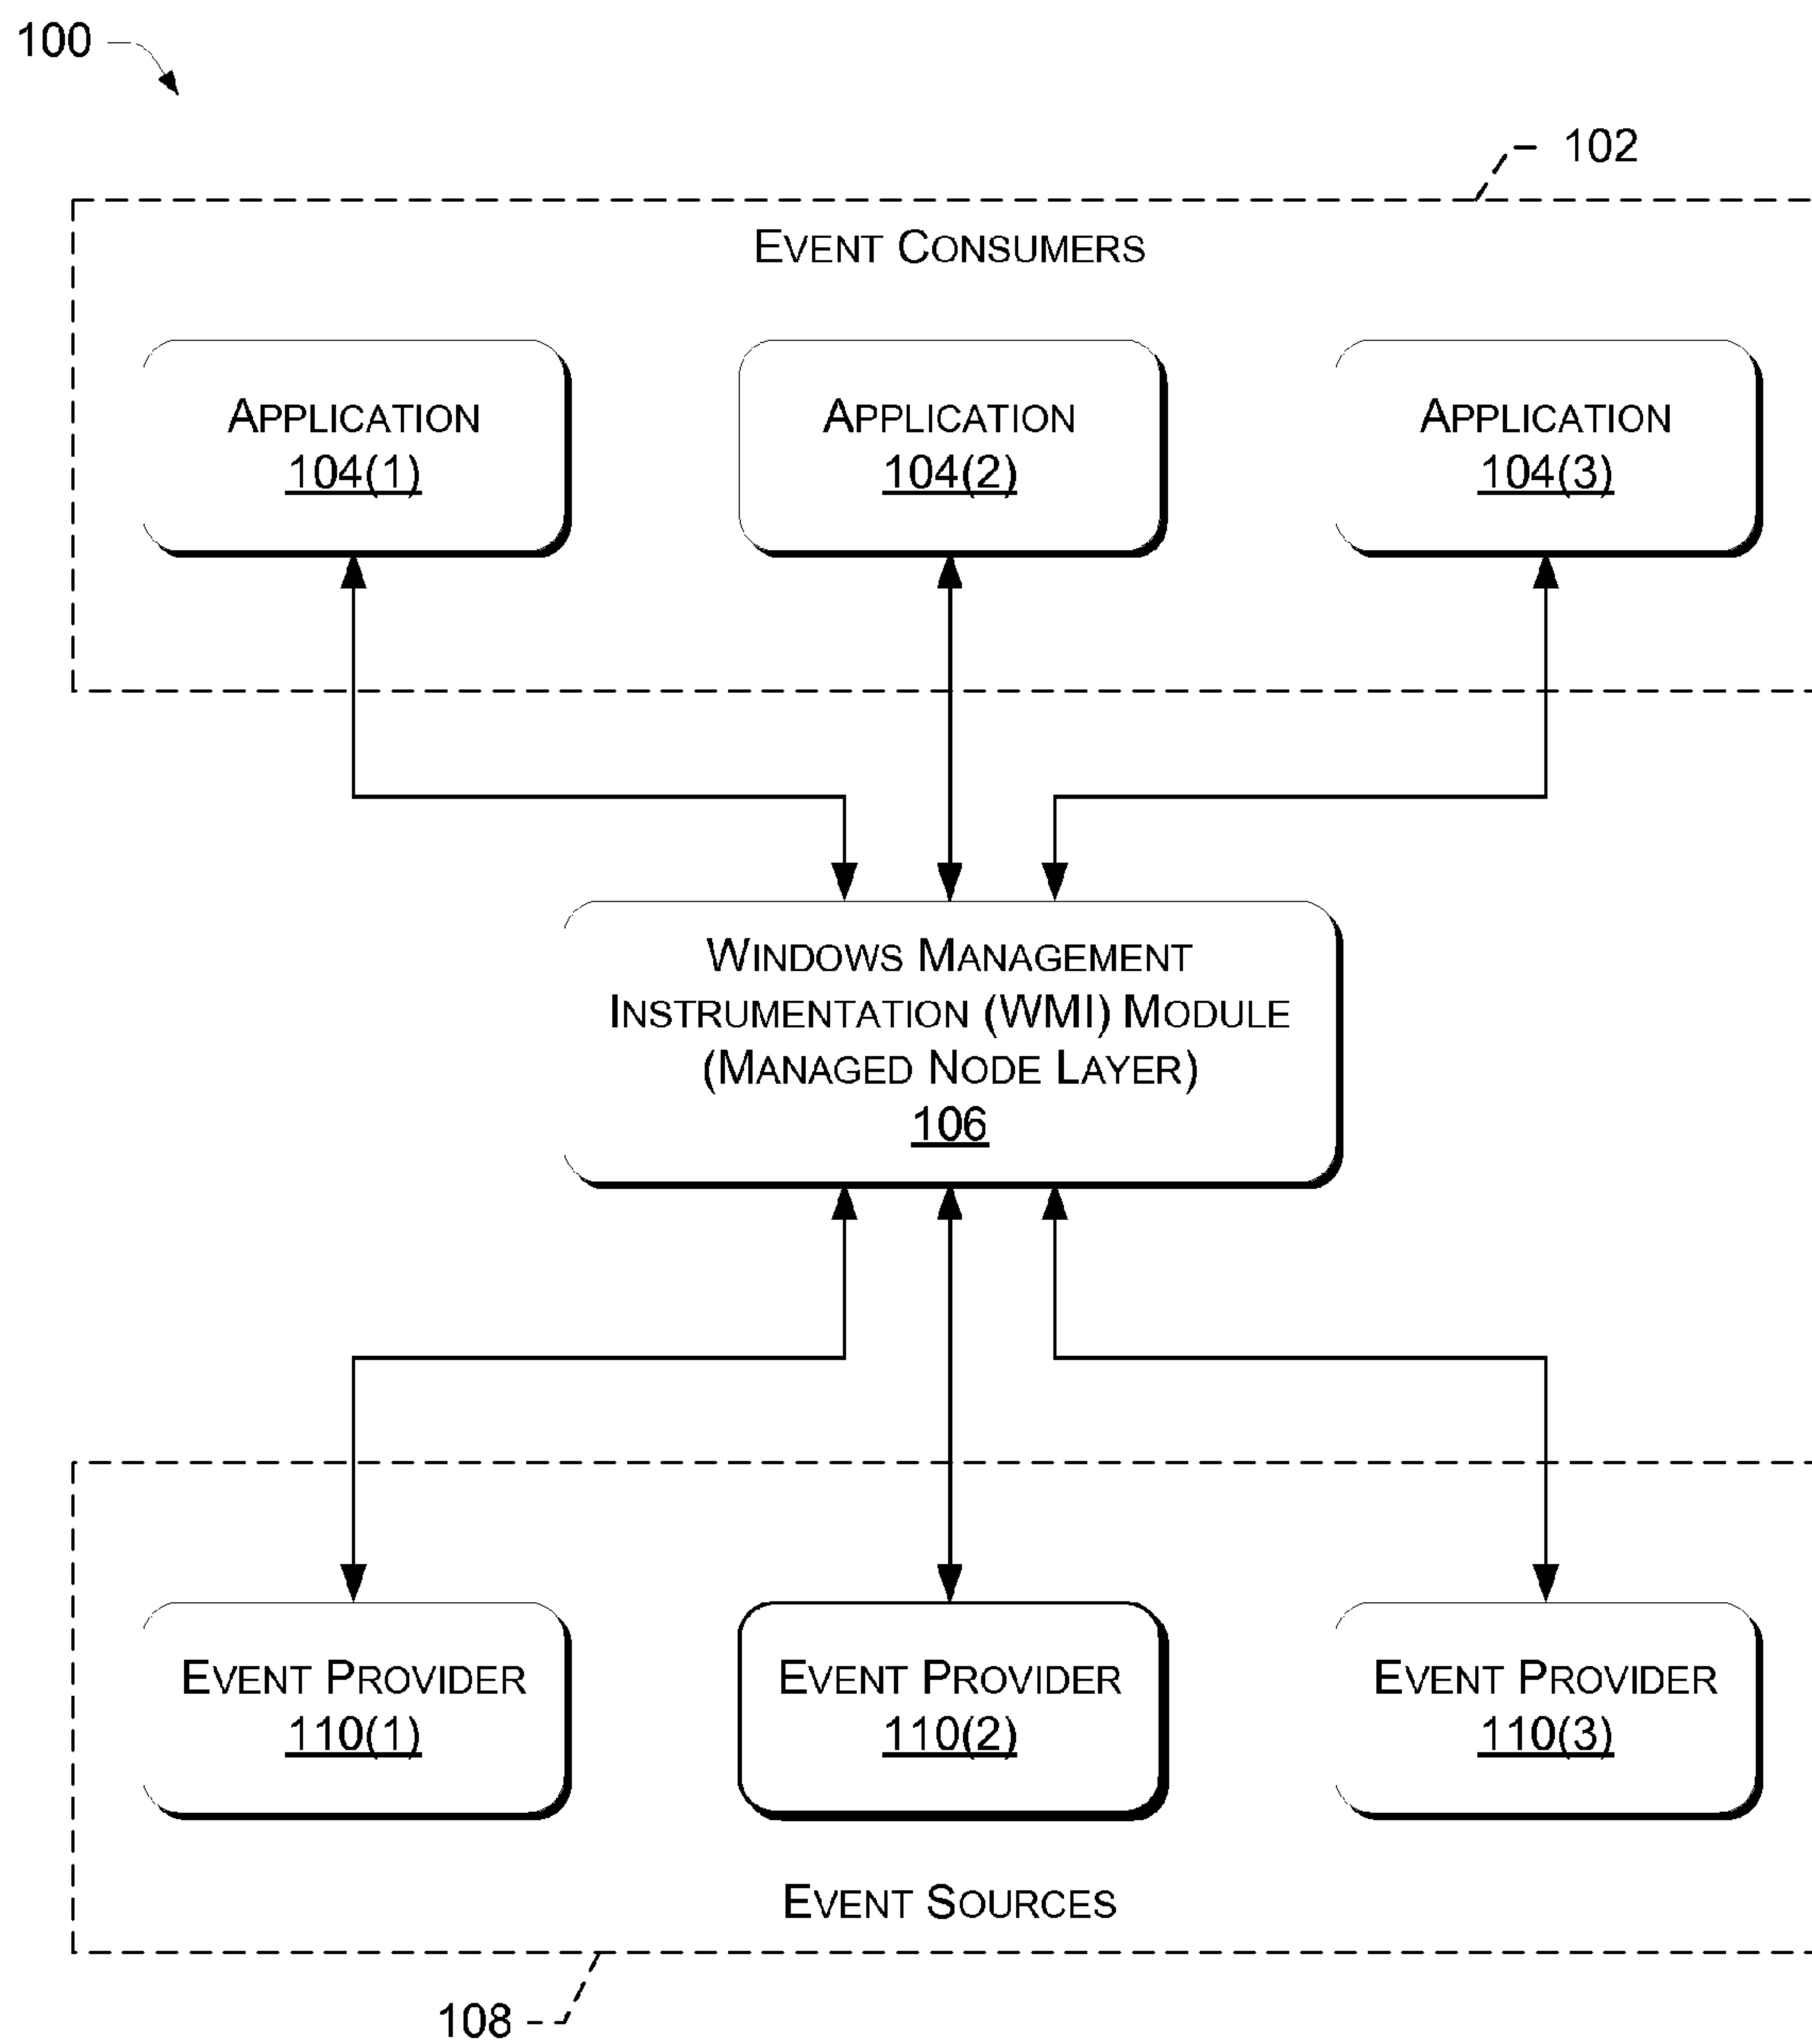 100
102
EVENT CONSUMERS
APPLICATION
104(1)
APPLICATION
104(2)
APPLICATION
104(3)
WINDOWS MANAGEMENT
INSTRUMENTATION (WMI) MODULE
(MANAGED NODE LAYER)
106
EVENT PROVIDER
110(1)
EVENT PROVIDER
110(2)
EVENT PROVIDER
110(3)
EVENT SOURCES
108